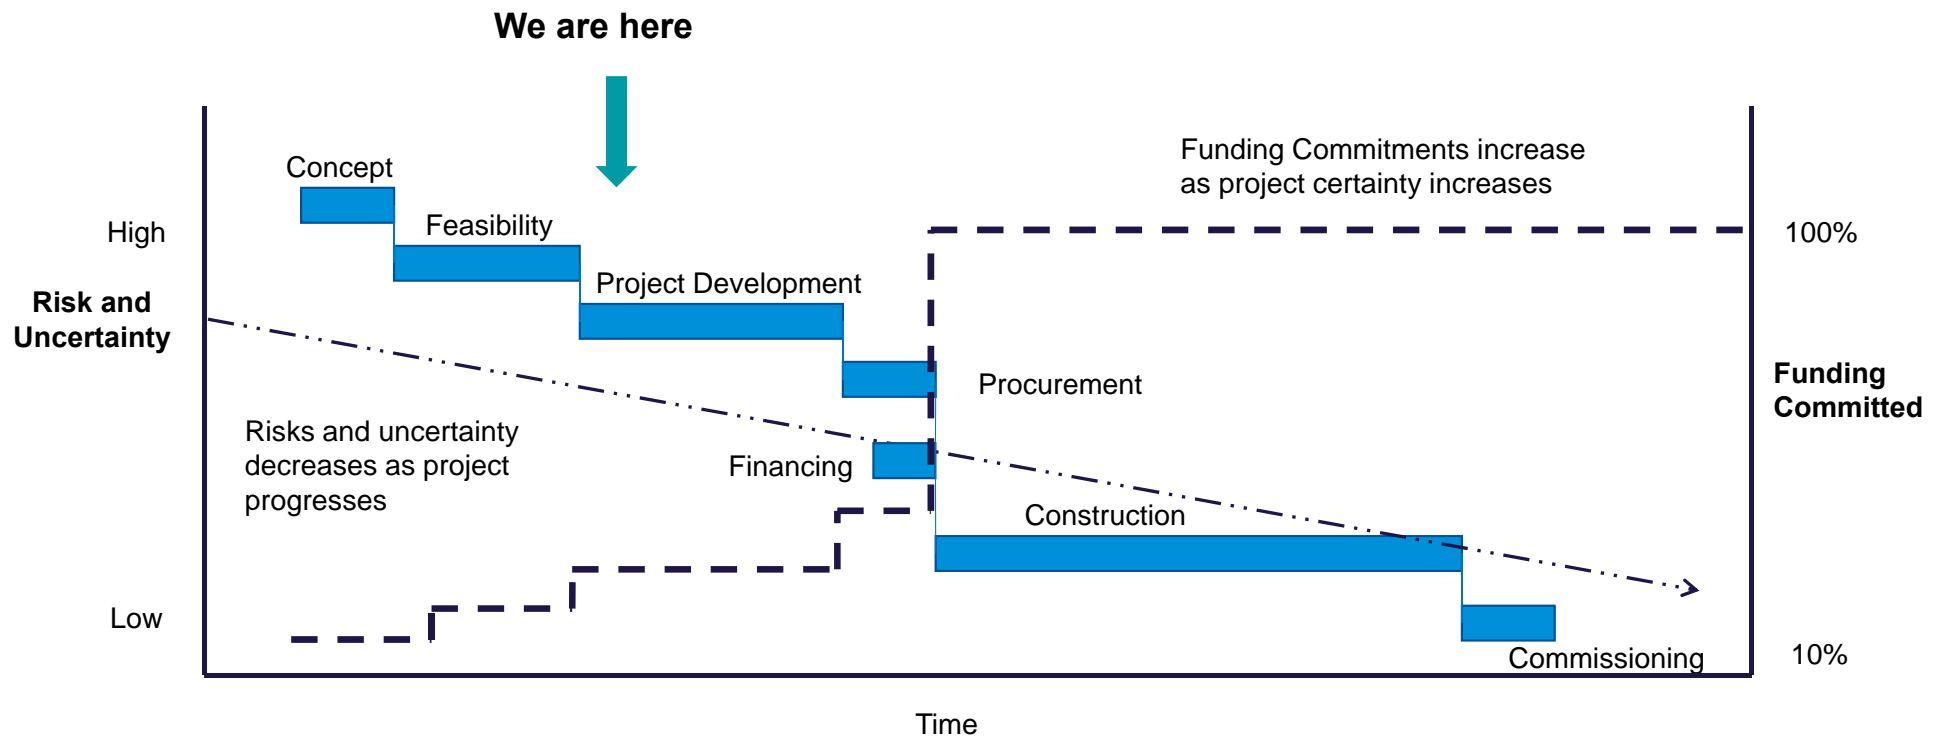 We are here
Concept
Funding Commitments increase
as project certainty increases
Feasibility
High
100%
Project Development
Risk and
Uncertainty
Procurement
Funding
Committed
Risks and uncertainty
decreases as project
progresses
Financing
Construction
Low
Commissioning
10%
Time